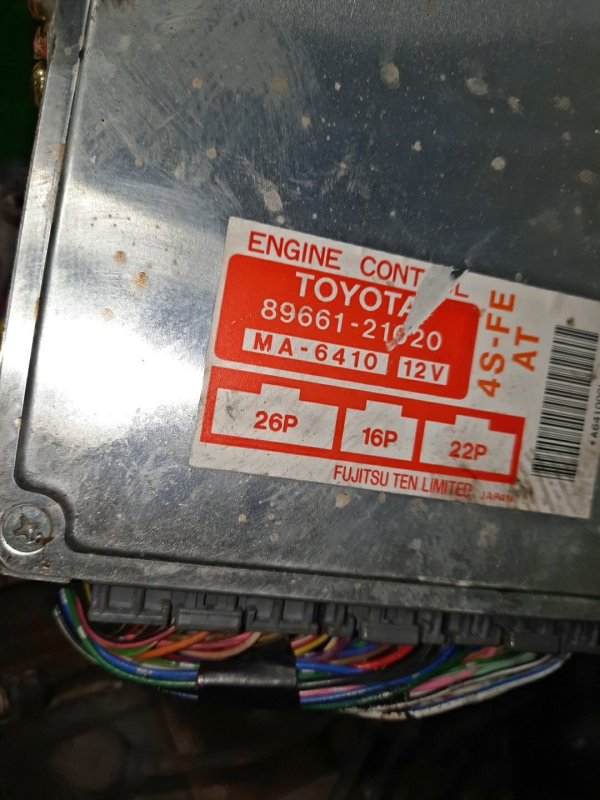 ENGINE
TOYOTA
MA-6410 12V
4S-FE
AT
26P 16P 22P
FUJITSU TEN LIMITED JAPAN